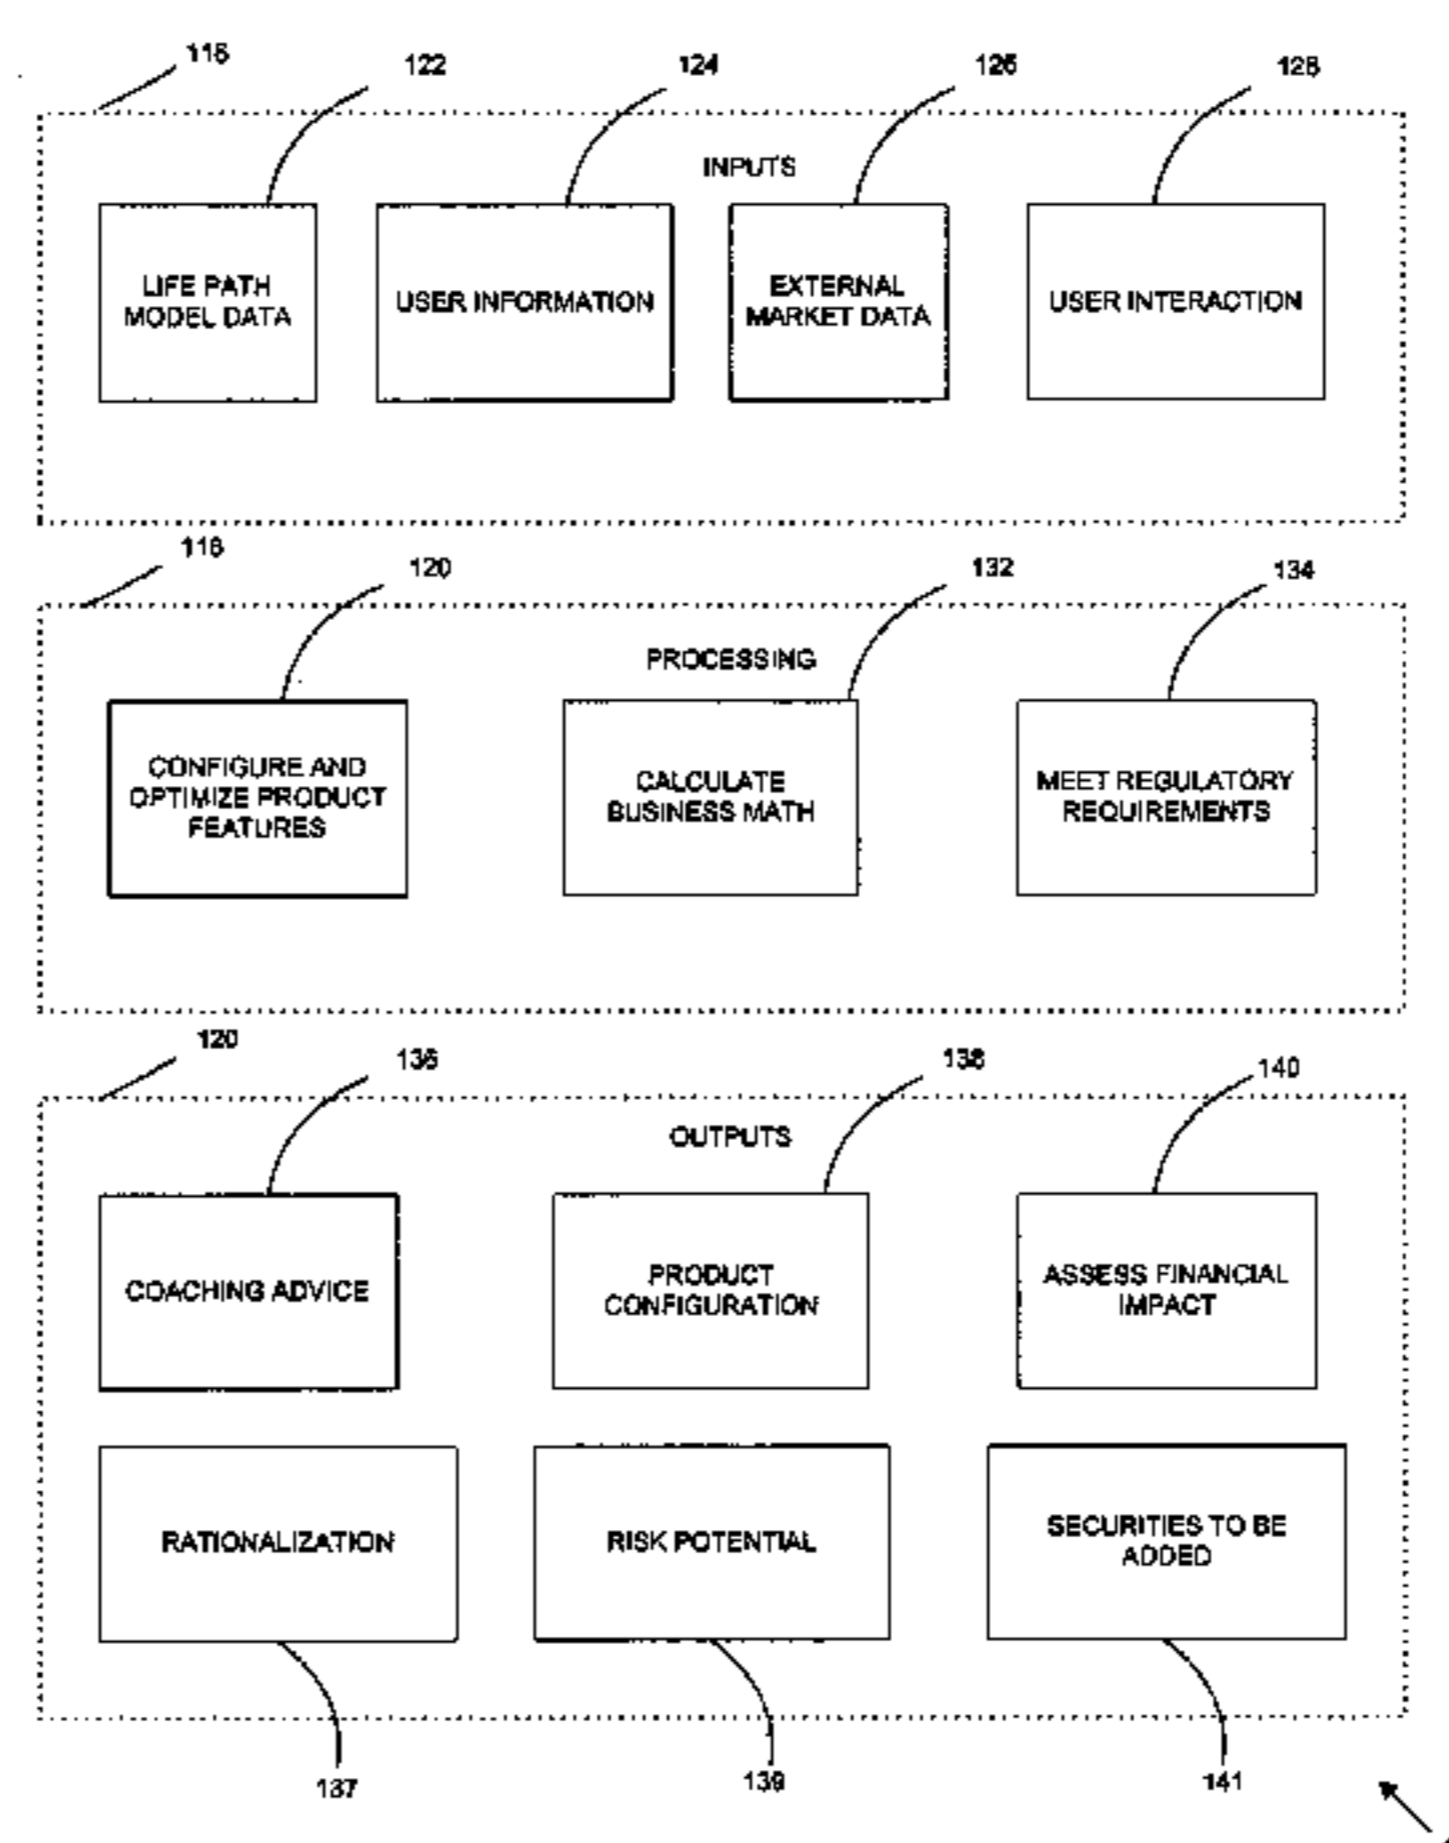 116
122
124
126
128
INPUTS
LIFE PATH
MODEL DATA
USER INFORMATION
EXTERNAL
MARKET DATA
USER INTERACTION
118
120
132
134
PROCESSING
CONFIGURE AND
OPTIMIZE PRODUCT
FEATURES
CALCULATE
BUSINESS MATH
MEET REGULATORY
REQUIREMENTS
120
136
138
140
OUTPUTS
COACHING ADVICE
PRODUCT
CONFIGURATION
ASSESS FINANCIAL
IMPACT
RATIONALIZATION
RISK POTENTIAL
SECURITIES TO BE
ADDED
137
139
141